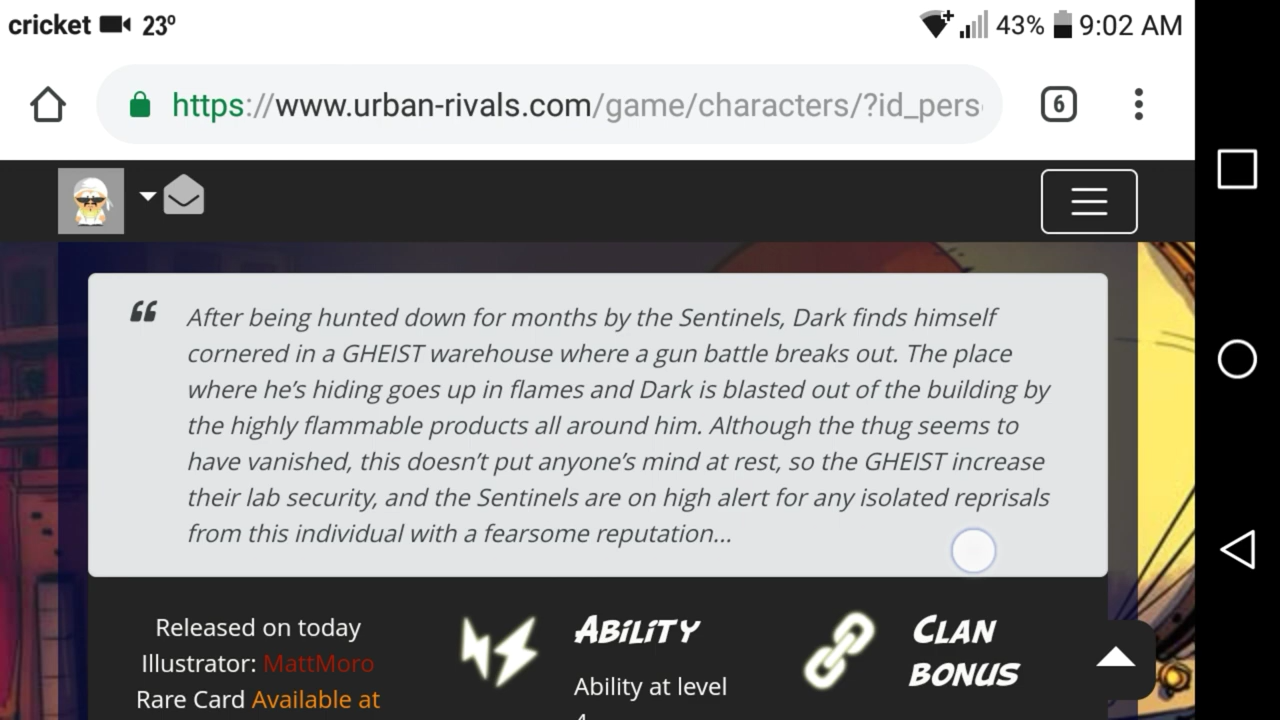 cricket 23° 43% 9:02 AM
https://www.urban-rivals.com/game/characters/?id_pers
6
After being hunted down for months by the Sentinels, Dark finds himself
cornered in a GHEIST warehouse where a gun battle breaks out. The place
where he’s hiding goes up in flames and Dark is blasted out of the building by
the highly flammable products all around him. Although the thug seems to
have vanished, this doesn’t put anyone’s mind at rest, so the GHEIST increase
their lab security, and the Sentinels are on high alert for any isolated reprisals
from this individual with a fearsome reputation...
Released on today
Illustrator: MattMoro
Rare Card Available at
ABILITY
Ability at level
CLAN
BONUS